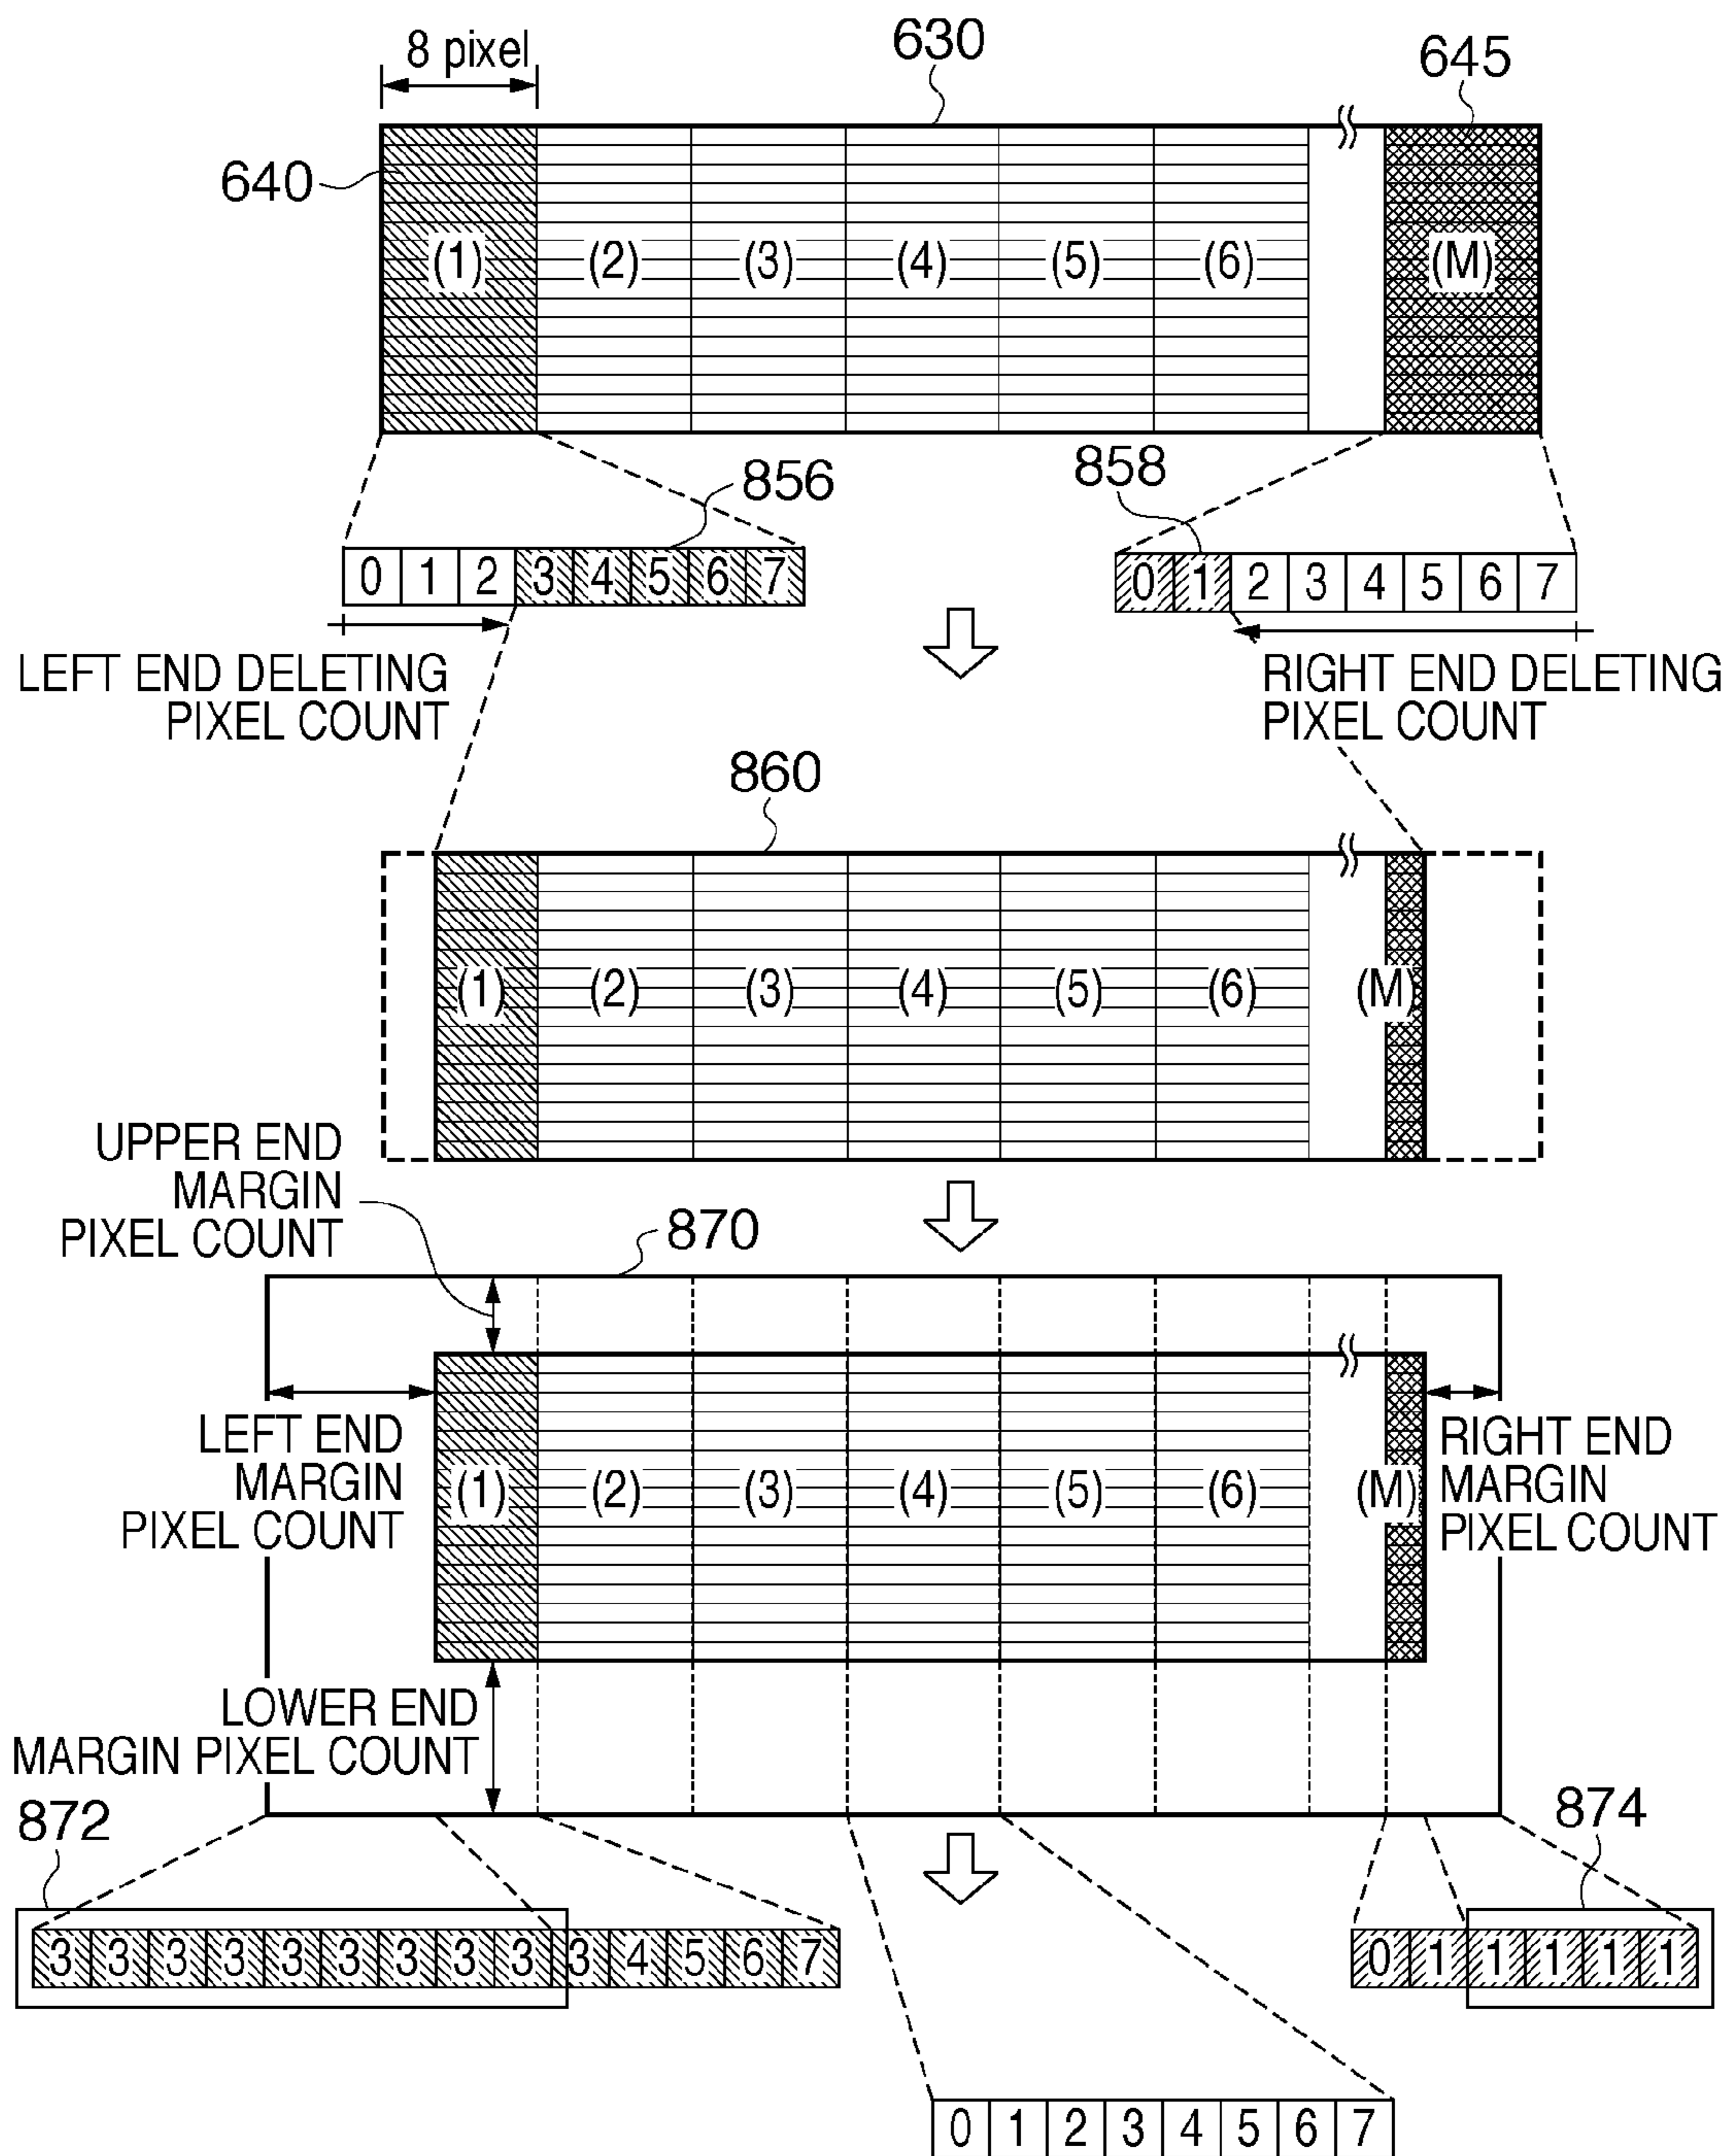 8 pixel
630
645
640
(1) (2) (3) (4) (5) (6) (M)
856
858
0 1 2 3 4 5 6 7
0 1 2 3 4 5 6 7
LEFT END DELETING
PIXEL COUNT
RIGHT END DELETING
PIXEL COUNT
860
(1) (2) (3) (4) (5) (6) (M)
UPPER END
MARGIN
PIXEL COUNT
870
LEFT END
MARGIN
PIXEL COUNT
(1) (2) (3) (4) (5) (6) (M)
RIGHT END
MARGIN
PIXEL COUNT
LOWER END
MARGIN PIXEL COUNT
872
874
3 3 3 3 3 3 3 3 3 3 4 5 6 7
0 1 1 1 1 1
0 1 2 3 4 5 6 7